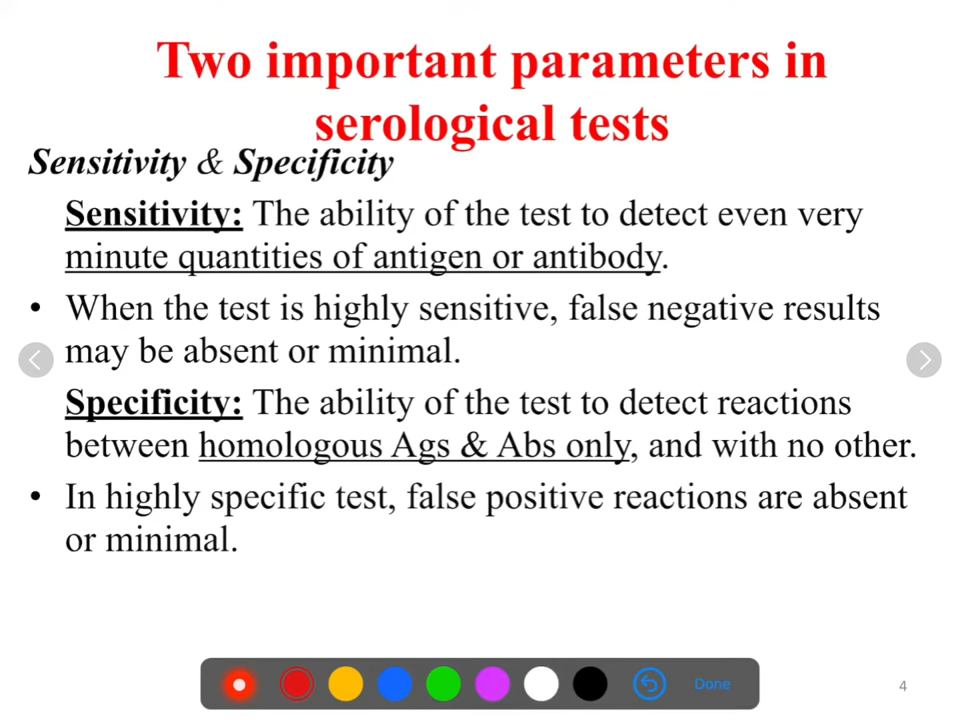 Two important parameters in
serological tests
Sensitivity & Specificity
Sensitivity: The ability of the test to detect even very
minute quantities of antigen or antibody.
• When the test is highly sensitive, false negative results
may be absent or minimal.
Specificity: The ability of the test to detect reactions
between homologous Ags & Abs only, and with no other.
• In highly specific test, false positive reactions are absent
or minimal.
Done
4